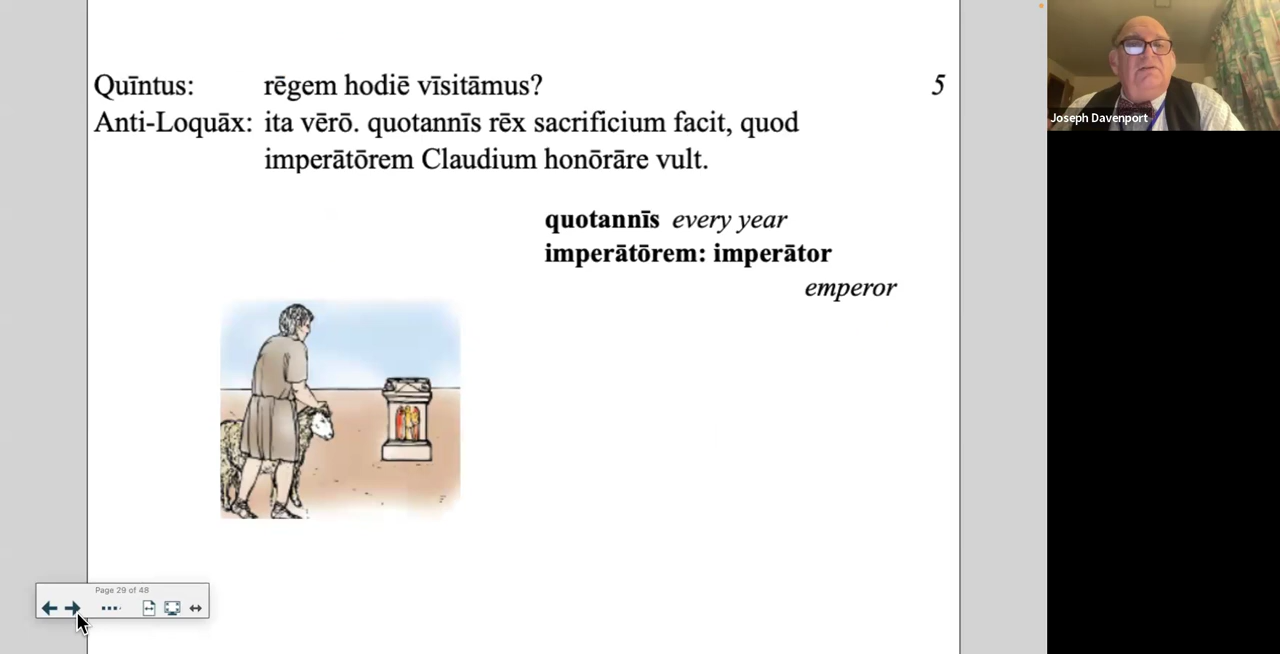 Quīntus: rēgem hodiē vīsitāmus? 5
Anti-Loquāx: ita vērō. quotannīs rēx sacrificium facit, quod
imperātōrem Claudium honōrāre vult.
quotannīs every year
imperātōrem: imperātor
emperor
Page 29 of 48
Joseph Davenport